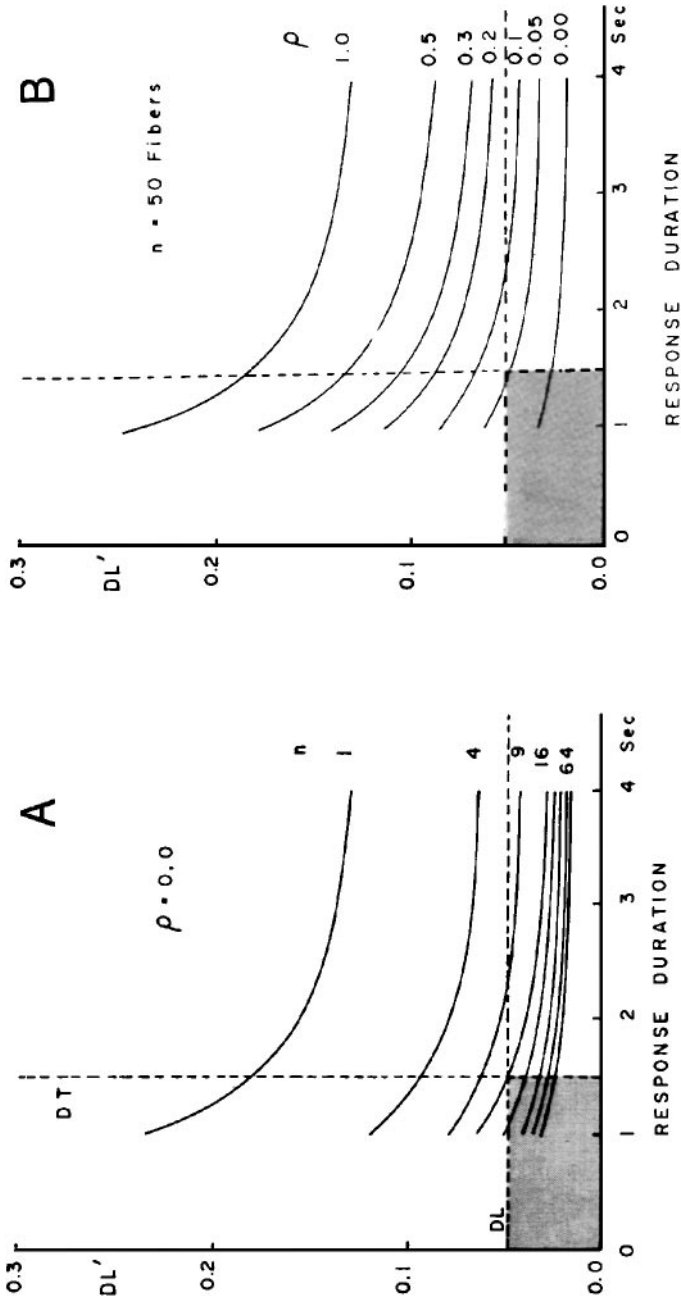 A
0.3
DL′
0.2
0.1
0.0
DT
DL
ρ = 0.0
n
1
4
9
16
64
0
1
2
3
4
Sec
RESPONSE DURATION
B
0.3
DL′
0.2
0.1
0.0
n = 50 Fibers
ρ
1.0
0.5
0.3
0.2
0.1
0.05
0.00
0
1
2
3
4
Sec
RESPONSE DURATION